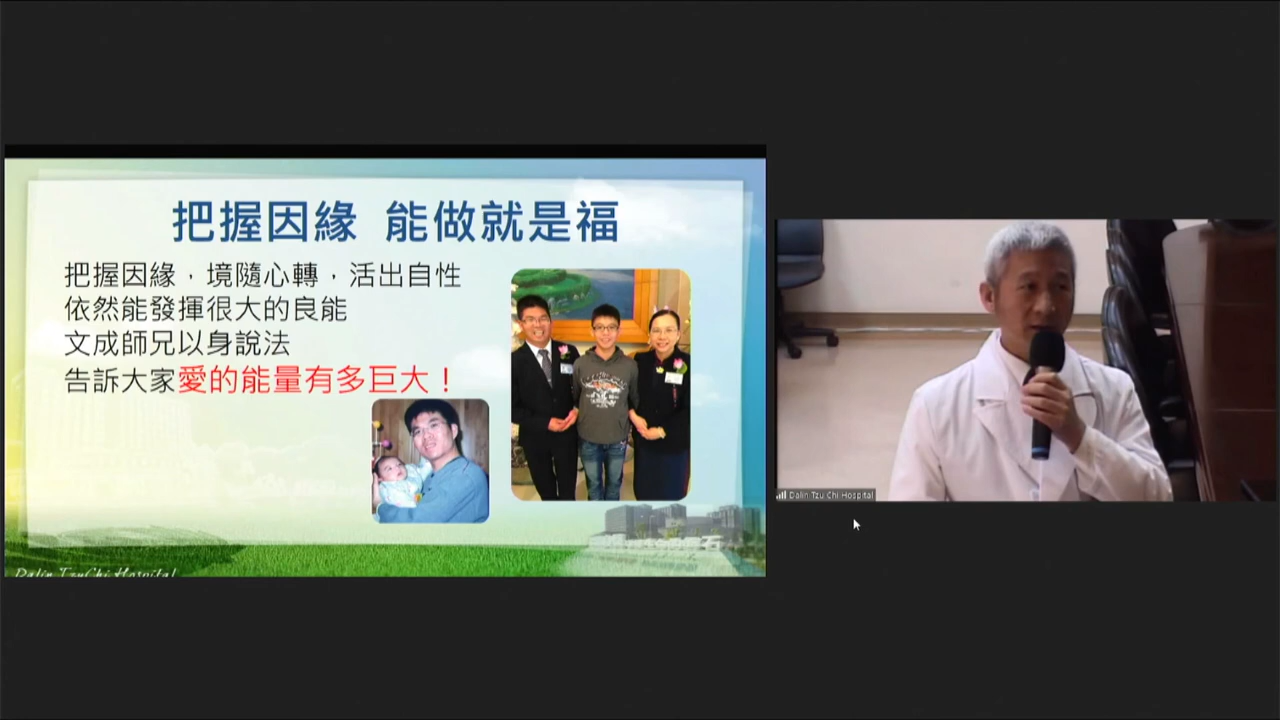 把握因緣 能做就是福
把握因緣，境隨心轉，活出自性
依然能發揮很大的良能
文成師兄以身說法
告訴大家愛的能量有多巨大！
Dalin TzuChi Hospital
Dalin Tzu Chi Hospital